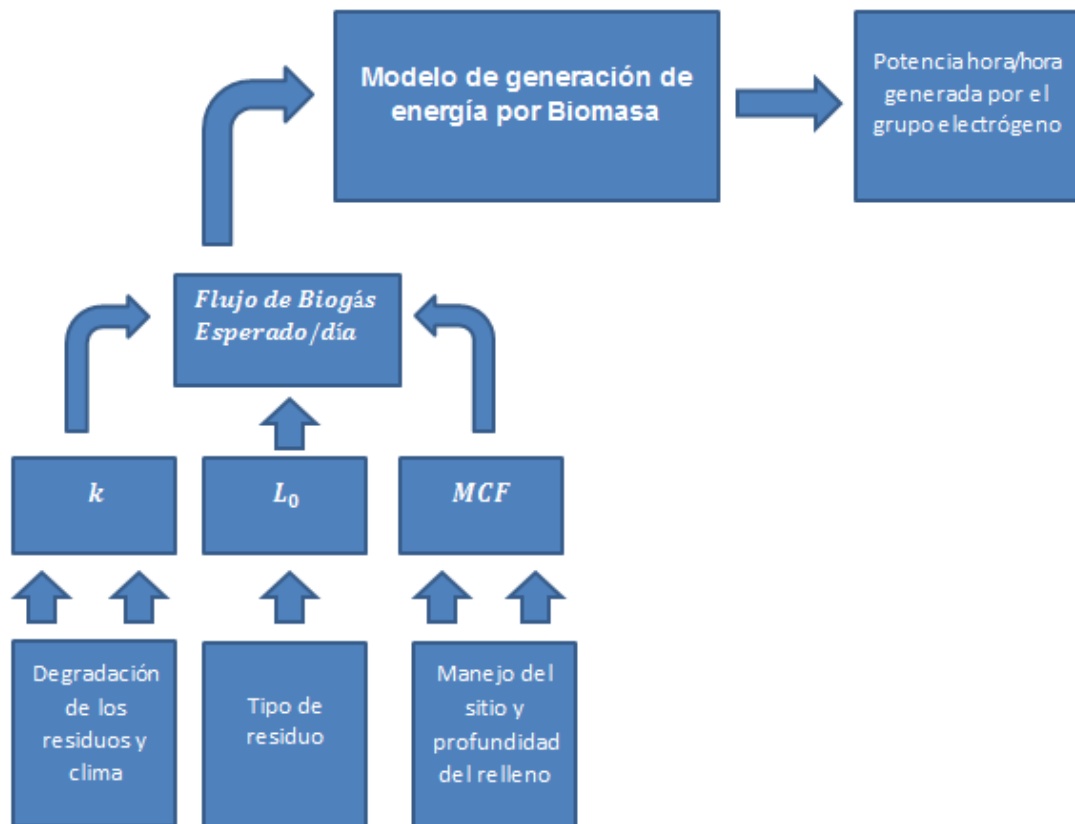 Modelo de generación de
energía por Biomasa
Potencia hora/hora
generada por el
grupo electrógeno
Flujo de Biogás
Esperado/día
k
L₀
MCF
Degradación
de los
residuos y
clima
Tipo de
residuo
Manejo del
sitio y
profundidad
del relleno